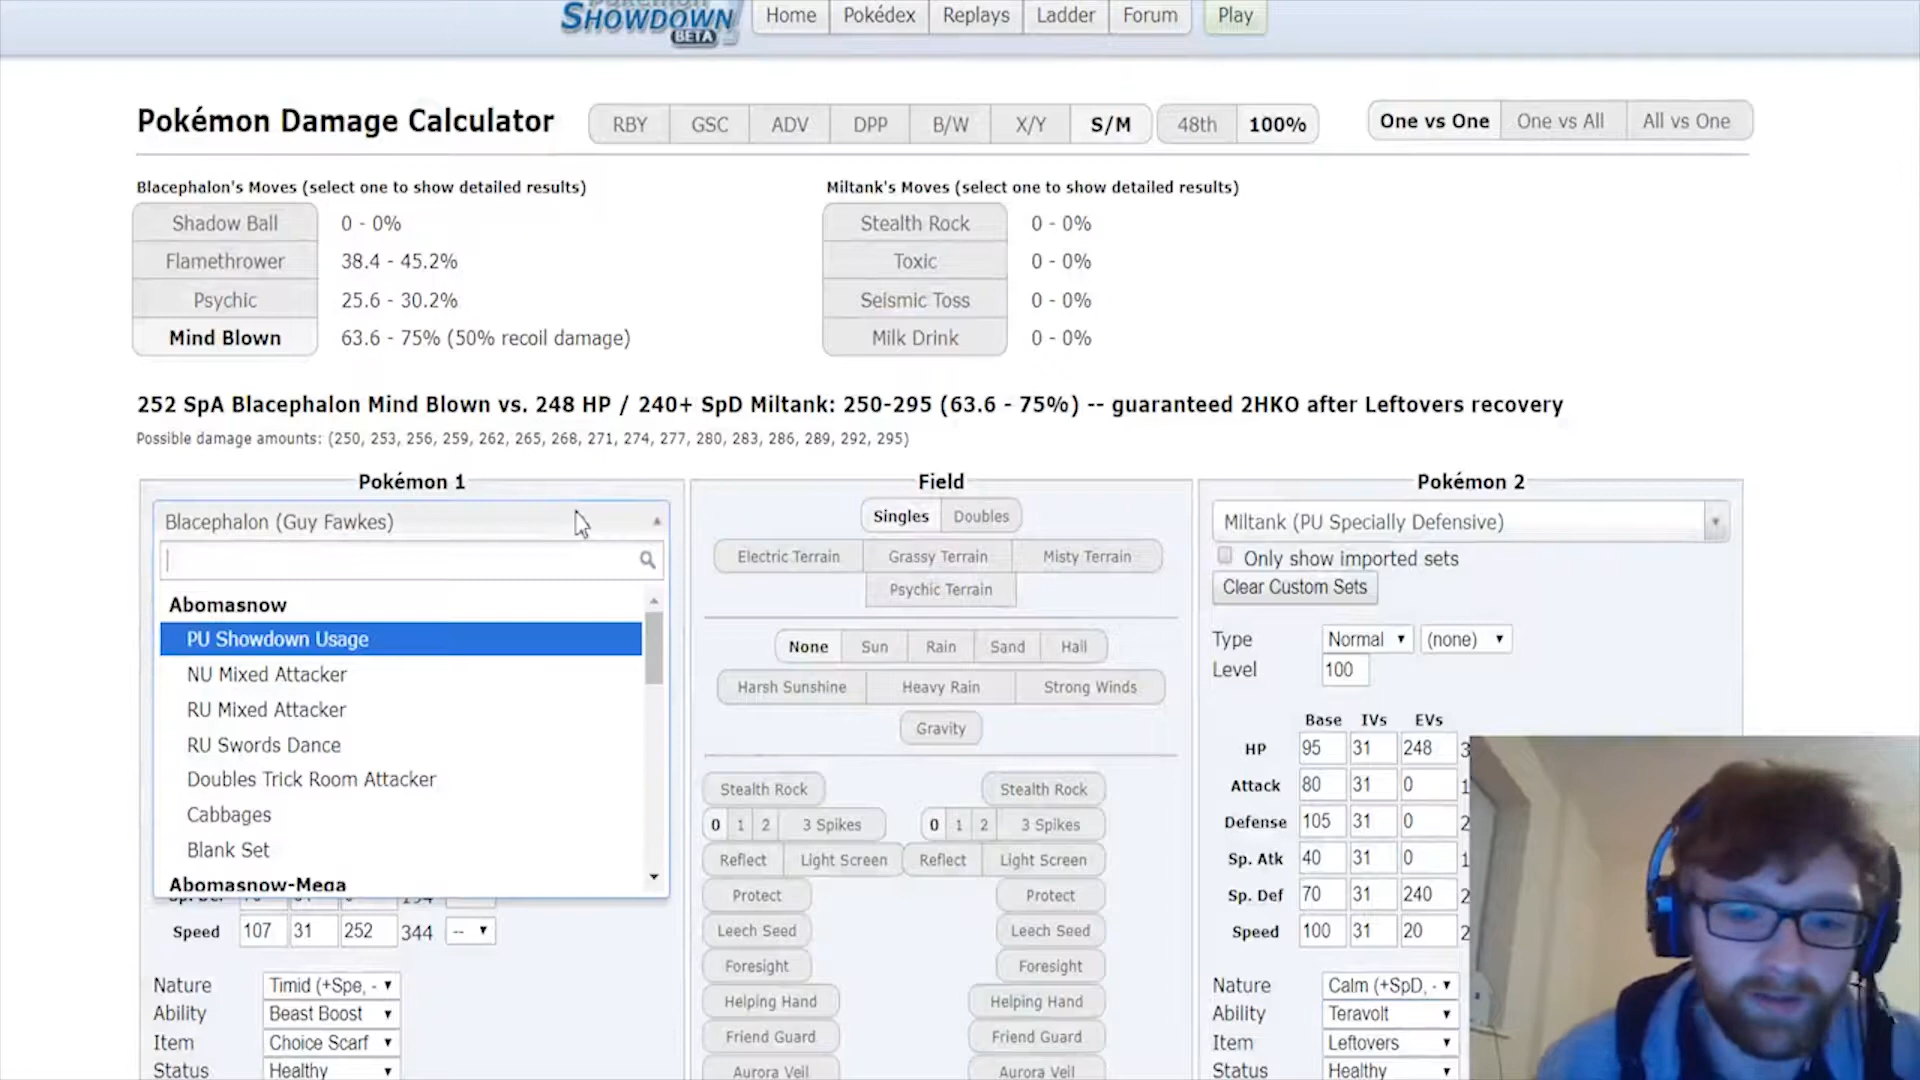 Pokémon
SHOWDOWN
BETA
Home
Pokédex
Replays
Ladder
Forum
Play
Pokémon Damage Calculator
RBY
GSC
ADV
DPP
B/W
X/Y
S/M
48th
100%
One vs One
One vs All
All vs One
Blacephalon's Moves (select one to show detailed results)
Shadow Ball 0 - 0%
Flamethrower 38.4 - 45.2%
Psychic 25.6 - 30.2%
Mind Blown 63.6 - 75% (50% recoil damage)
Miltank's Moves (select one to show detailed results)
Stealth Rock 0 - 0%
Toxic 0 - 0%
Seismic Toss 0 - 0%
Milk Drink 0 - 0%
252 SpA Blacephalon Mind Blown vs. 248 HP / 240+ SpD Miltank: 250-295 (63.6 - 75%) -- guaranteed 2HKO after Leftovers recovery
Possible damage amounts: (250, 253, 256, 259, 262, 265, 268, 271, 274, 277, 280, 283, 286, 289, 292, 295)
Pokémon 1
Blacephalon (Guy Fawkes)
Abomasnow
PU Showdown Usage
NU Mixed Attacker
RU Mixed Attacker
RU Swords Dance
Doubles Trick Room Attacker
Cabbages
Blank Set
Abomasnow-Mega
Sp. Def
Speed 107 31 252 344 --
Nature Timid (+Spe, -
Ability Beast Boost
Item Choice Scarf
Status Healthy
Field
Singles Doubles
Electric Terrain Grassy Terrain Misty Terrain
Psychic Terrain
None Sun Rain Sand Hail
Harsh Sunshine Heavy Rain Strong Winds
Gravity
Stealth Rock Stealth Rock
0 1 2 3 Spikes 0 1 2 3 Spikes
Reflect Light Screen Reflect Light Screen
Protect Protect
Leech Seed Leech Seed
Foresight Foresight
Helping Hand Helping Hand
Friend Guard Friend Guard
Aurora Veil Aurora Veil
Pokémon 2
Miltank (PU Specially Defensive)
Only show imported sets
Clear Custom Sets
Type Normal (none)
Level 100
Base IVs EVs
HP 95 31 248 3
Attack 80 31 0 1
Defense 105 31 0 2
Sp. Atk 40 31 0 1
Sp. Def 70 31 240 2
Speed 100 31 20 2
Nature Calm (+SpD, -
Ability Teravolt
Item Leftovers
Status Healthy